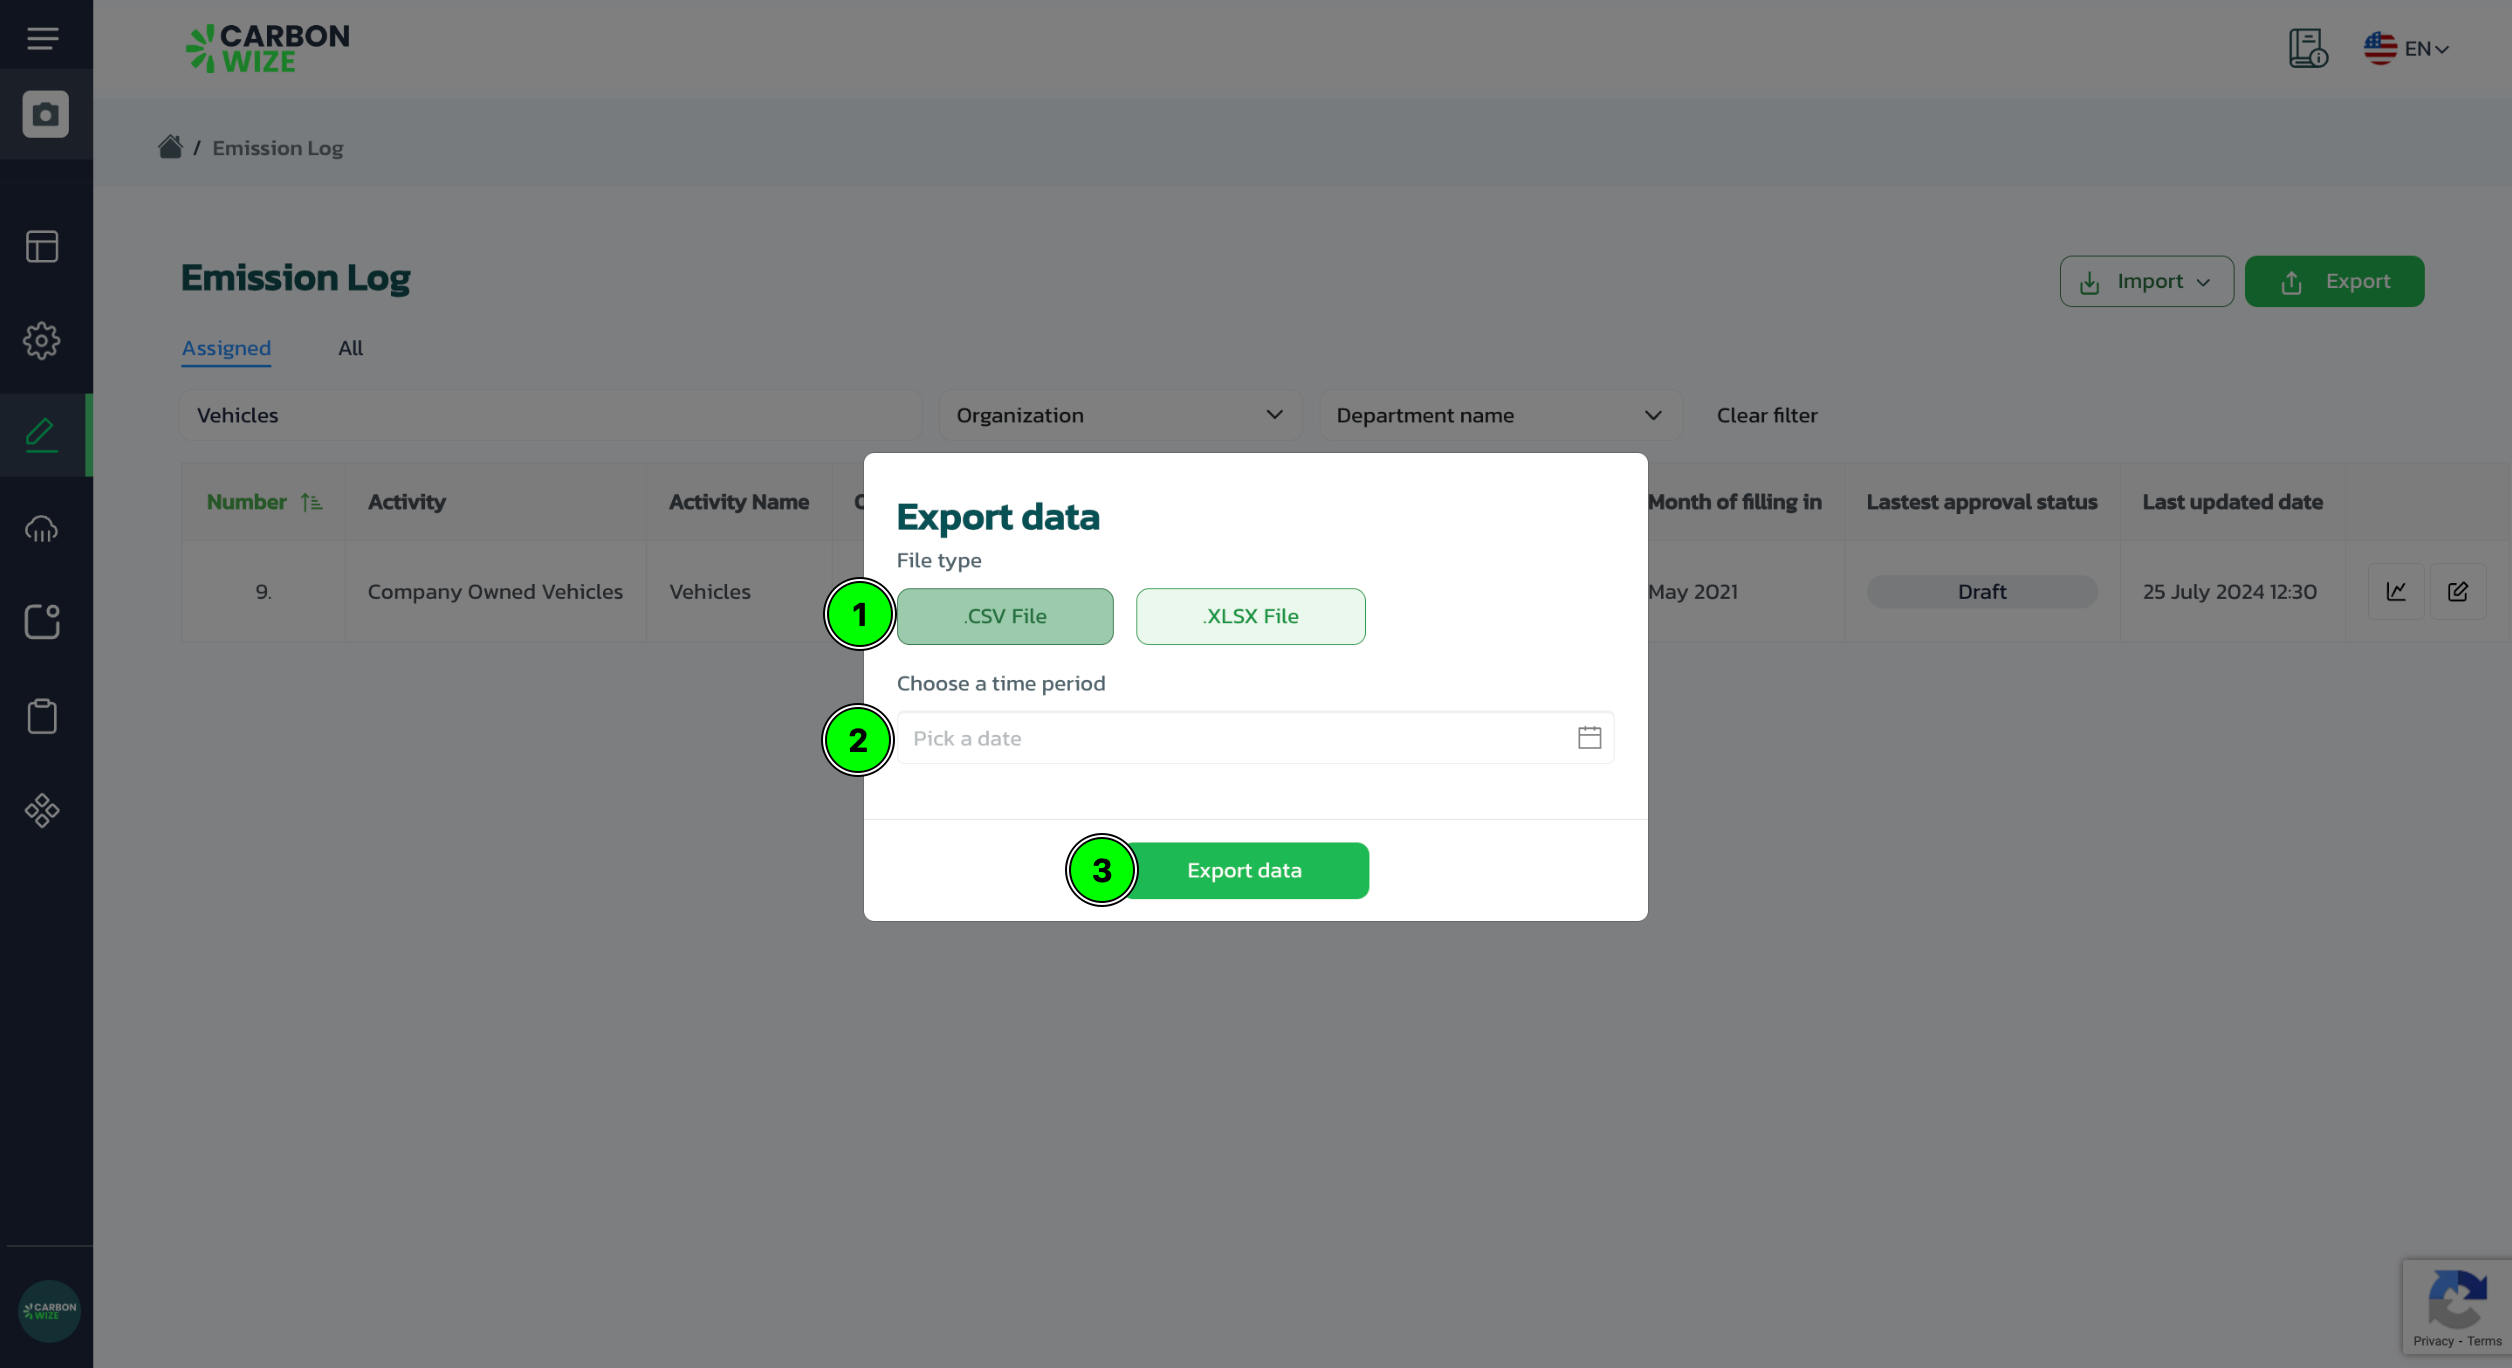 CARBON
WIZE
EN
/ Emission Log
Emission Log
Import
Export
Assigned
All
Vehicles
Organization
Department name
Clear filter
Number
Activity
Activity Name
Month of filling in
Lastest approval status
Last updated date
9.
Company Owned Vehicles
Vehicles
May 2021
Draft
25 July 2024 12:30
Export data
File type
1
.CSV File
.XLSX File
Choose a time period
2
Pick a date
3
Export data
CARBON
WIZE
Privacy - Terms